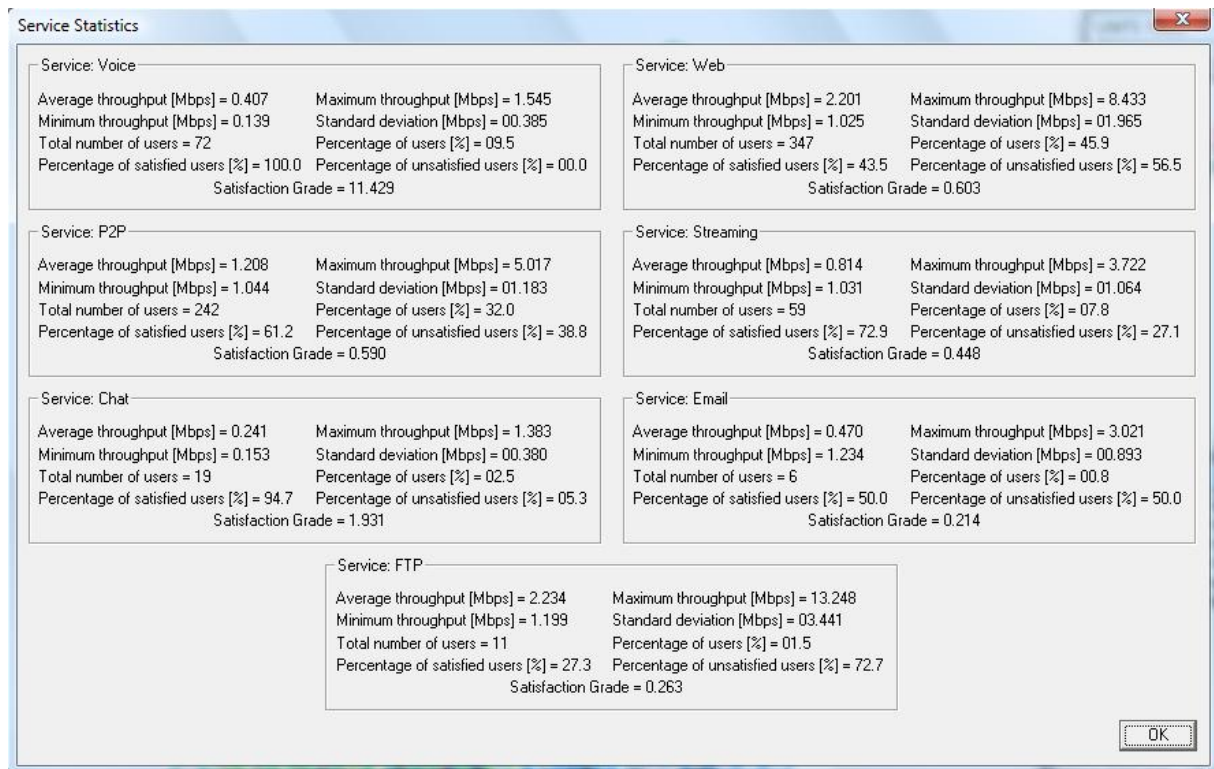 Service Statistics
Service: Voice
Average throughput [Mbps] = 0.407 Maximum throughput [Mbps] = 1.545
Minimum throughput [Mbps] = 0.139 Standard deviation [Mbps] = 00.385
Total number of users = 72 Percentage of users [%] = 09.5
Percentage of satisfied users [%] = 100.0 Percentage of unsatisfied users [%] = 00.0
Satisfaction Grade = 11.429
Service: Web
Average throughput [Mbps] = 2.201 Maximum throughput [Mbps] = 8.433
Minimum throughput [Mbps] = 1.025 Standard deviation [Mbps] = 01.965
Total number of users = 347 Percentage of users [%] = 45.9
Percentage of satisfied users [%] = 43.5 Percentage of unsatisfied users [%] = 56.5
Satisfaction Grade = 0.603
Service: P2P
Average throughput [Mbps] = 1.208 Maximum throughput [Mbps] = 5.017
Minimum throughput [Mbps] = 1.044 Standard deviation [Mbps] = 01.183
Total number of users = 242 Percentage of users [%] = 32.0
Percentage of satisfied users [%] = 61.2 Percentage of unsatisfied users [%] = 38.8
Satisfaction Grade = 0.590
Service: Streaming
Average throughput [Mbps] = 0.814 Maximum throughput [Mbps] = 3.722
Minimum throughput [Mbps] = 1.031 Standard deviation [Mbps] = 01.064
Total number of users = 59 Percentage of users [%] = 07.8
Percentage of satisfied users [%] = 72.9 Percentage of unsatisfied users [%] = 27.1
Satisfaction Grade = 0.448
Service: Chat
Average throughput [Mbps] = 0.241 Maximum throughput [Mbps] = 1.383
Minimum throughput [Mbps] = 0.153 Standard deviation [Mbps] = 00.380
Total number of users = 19 Percentage of users [%] = 02.5
Percentage of satisfied users [%] = 94.7 Percentage of unsatisfied users [%] = 05.3
Satisfaction Grade = 1.931
Service: Email
Average throughput [Mbps] = 0.470 Maximum throughput [Mbps] = 3.021
Minimum throughput [Mbps] = 1.234 Standard deviation [Mbps] = 00.893
Total number of users = 6 Percentage of users [%] = 00.8
Percentage of satisfied users [%] = 50.0 Percentage of unsatisfied users [%] = 50.0
Satisfaction Grade = 0.214
Service: FTP
Average throughput [Mbps] = 2.234 Maximum throughput [Mbps] = 13.248
Minimum throughput [Mbps] = 1.199 Standard deviation [Mbps] = 03.441
Total number of users = 11 Percentage of users [%] = 01.5
Percentage of satisfied users [%] = 27.3 Percentage of unsatisfied users [%] = 72.7
Satisfaction Grade = 0.263
OK